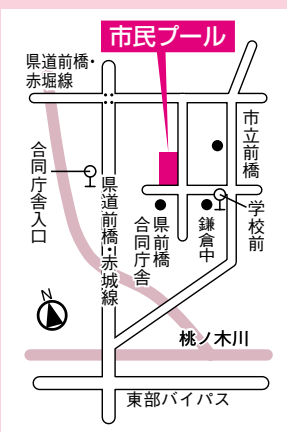 市民プール
県道前橋・
赤堀線
市立前橋
合同庁舎入口
県道前橋・赤城線
学校前
県前橋
合同庁舎
鎌倉中
N
桃ノ木川
東部バイパス